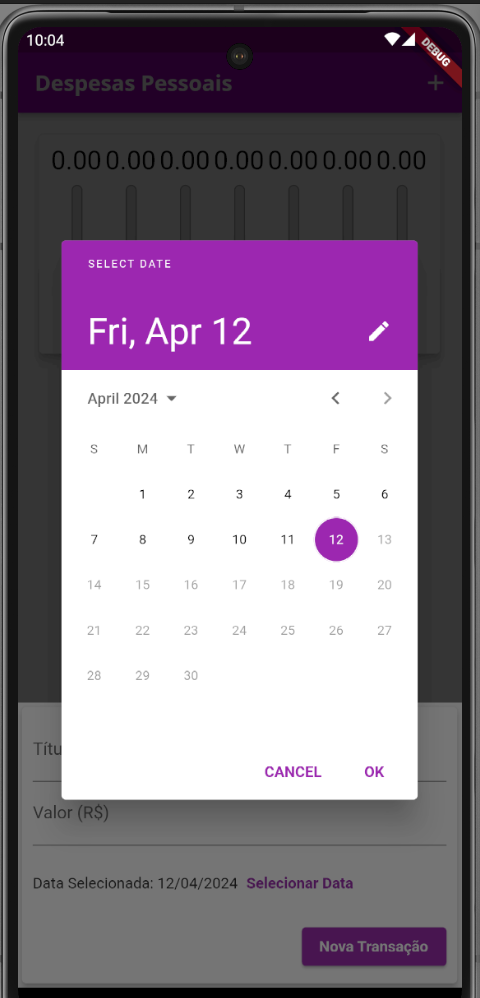 10:04
DEBUG
Despesas Pessoais +
0.00 0.00 0.00 0.00 0.00 0.00 0.00
SELECT DATE
Fri, Apr 12
April 2024
S M T W T F S
1 2 3 4 5 6
7 8 9 10 11 12 13
14 15 16 17 18 19 20
21 22 23 24 25 26 27
28 29 30
CANCEL OK
Títu
Valor (R$)
Data Selecionada: 12/04/2024 Selecionar Data
Nova Transação